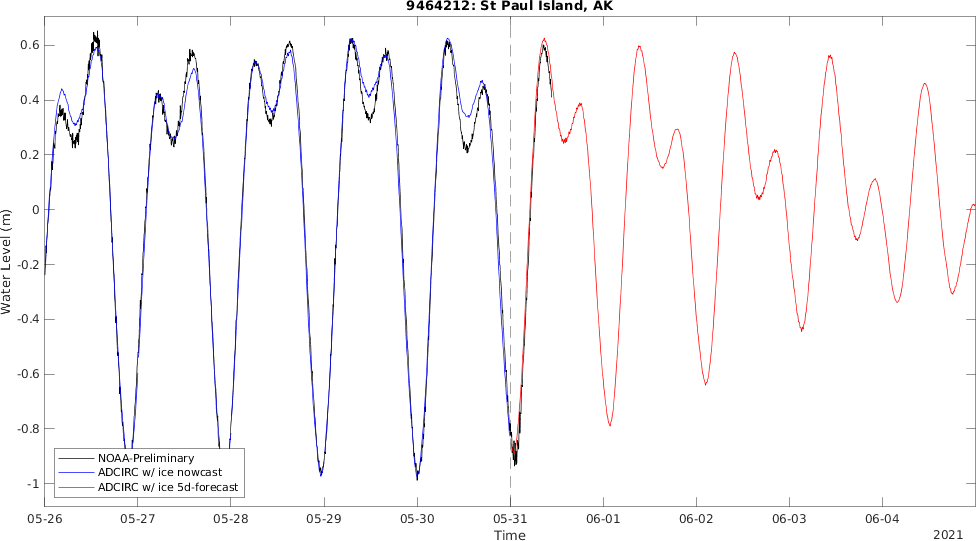 9464212: St Paul Island, AK
Water Level (m)
0.6
0.4
0.2
0
-0.2
-0.4
-0.6
-0.8
-1
NOAA-Preliminary
ADCIRC w/ ice nowcast
ADCIRC w/ ice 5d-forecast
05-26 05-27 05-28 05-29 05-30 05-31 06-01 06-02 06-03 06-04
Time
2021